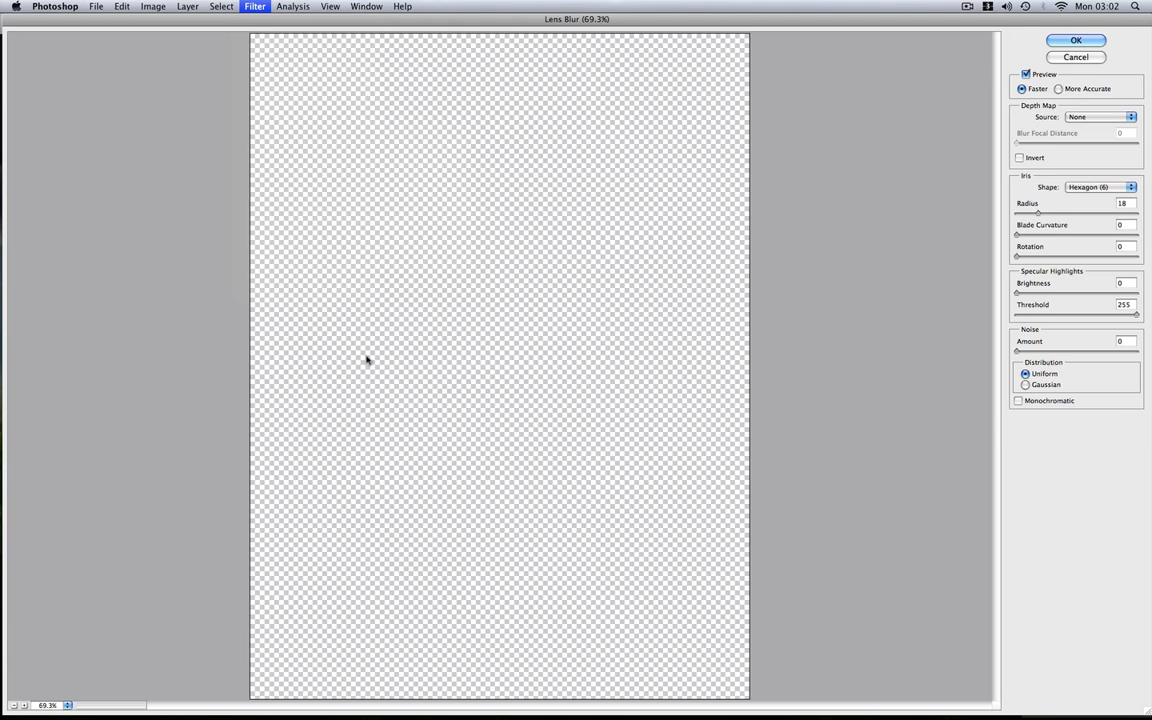 Photoshop File Edit Image Layer Select Filter Analysis View Window Help Mon 03:02
Lens Blur (69.3%)
OK
Cancel
Preview
Faster More Accurate
Depth Map
Source: None
Blur Focal Distance 0
Invert
Iris
Shape: Hexagon (6)
Radius 18
Blade Curvature 0
Rotation 0
Specular Highlights
Brightness 0
Threshold 255
Noise
Amount 0
Distribution
Uniform
Gaussian
Monochromatic
69.3%